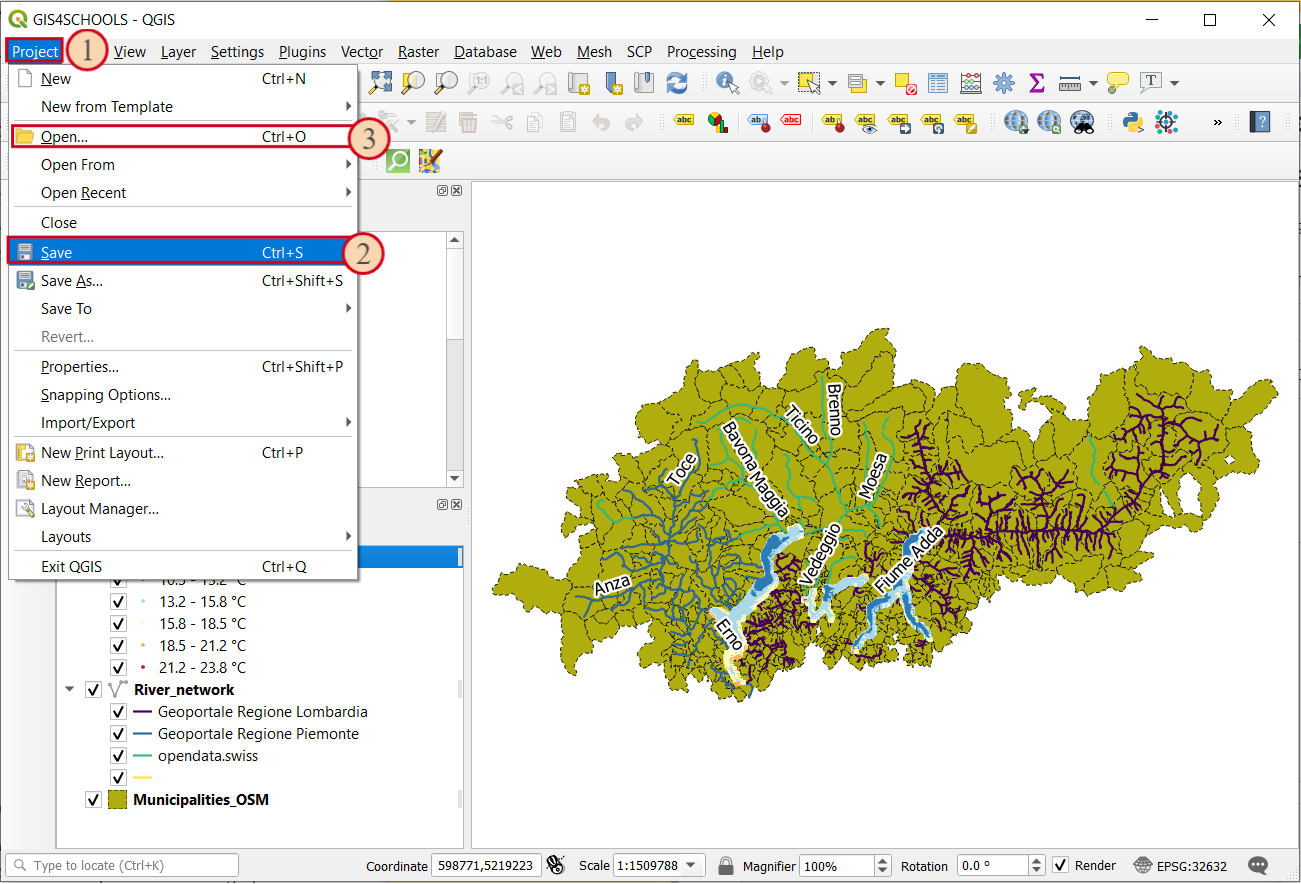 GIS4SCHOOLS - QGIS
Project 1 View Layer Settings Plugins Vector Raster Database Web Mesh SCP Processing Help
New Ctrl+N
New from Template
Open... Ctrl+O 3
Open From
Open Recent
Close
Save Ctrl+S 2
Save As... Ctrl+Shift+S
Save To
Revert...
Properties... Ctrl+Shift+P
Snapping Options...
Import/Export
New Print Layout... Ctrl+P
New Report...
Layout Manager...
Layouts
Exit QGIS Ctrl+Q
13.2 - 15.8 °C
15.8 - 18.5 °C
18.5 - 21.2 °C
21.2 - 23.8 °C
River_network
Geoportale Regione Lombardia
Geoportale Regione Piemonte
opendata.swiss
Municipalities_OSM
Brenno
Ticino
Bavona
Maggia
Moesa
Toce
Vedeggio
Fiume Adda
Anza
Erno
Type to locate (Ctrl+K) Coordinate 598771,5219223 Scale 1:1509788 Magnifier 100% Rotation 0.0 ° Render EPSG:32632